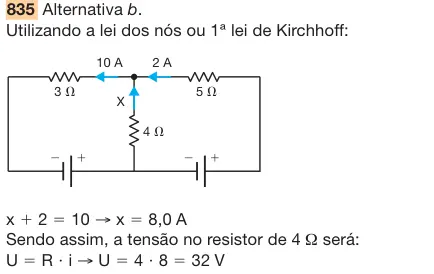 835 Alternativa b.
Utilizando a lei dos nós ou 1ª lei de Kirchhoff:
10 A 2 A
3 Ω X 5 Ω
4 Ω
− + − +
x + 2 = 10 → x = 8,0 A
Sendo assim, a tensão no resistor de 4 Ω será:
U = R · i → U = 4 · 8 = 32 V